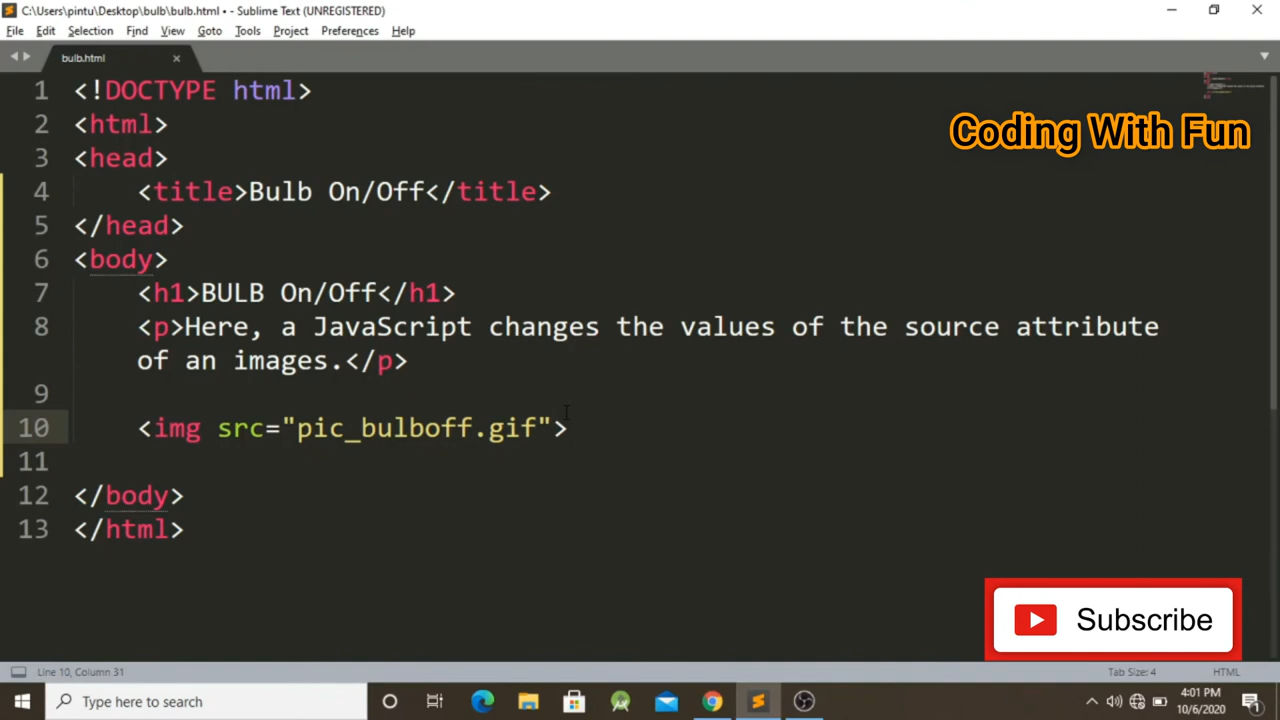 C:\Users\pintu\Desktop\bulb\bulb.html • - Sublime Text (UNREGISTERED)
File Edit Selection Find View Goto Tools Project Preferences Help
bulb.html
1 <!DOCTYPE html>
2 <html>
Coding With Fun
3 <head>
4 <title>Bulb On/Off</title>
5 </head>
6 <body>
7 <h1>BULB On/Off</h1>
8 <p>Here, a JavaScript changes the values of the source attribute
of an images.</p>
9
10 <img src="pic_bulboff.gif">
11
12 </body>
13 </html>
Subscribe
Line 10, Column 31 Tab Size: 4 HTML
Type here to search
4:01 PM
10/6/2020
1